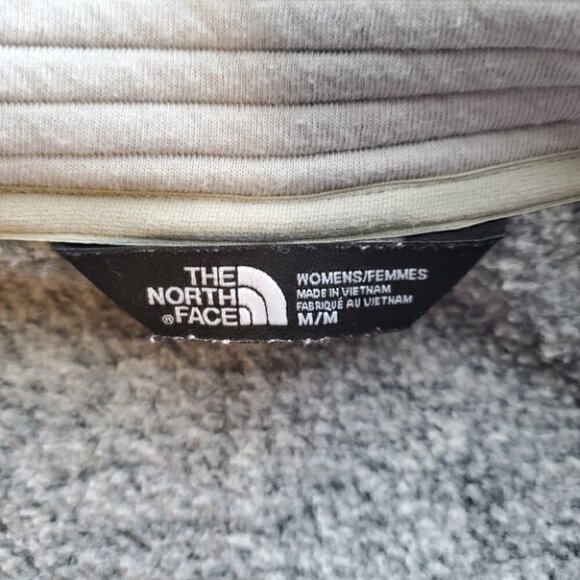 THE
NORTH
®FACE
WOMENS/FEMMES
MADE IN VIETNAM
FABRIQUÉ AU VIETNAM
M/M